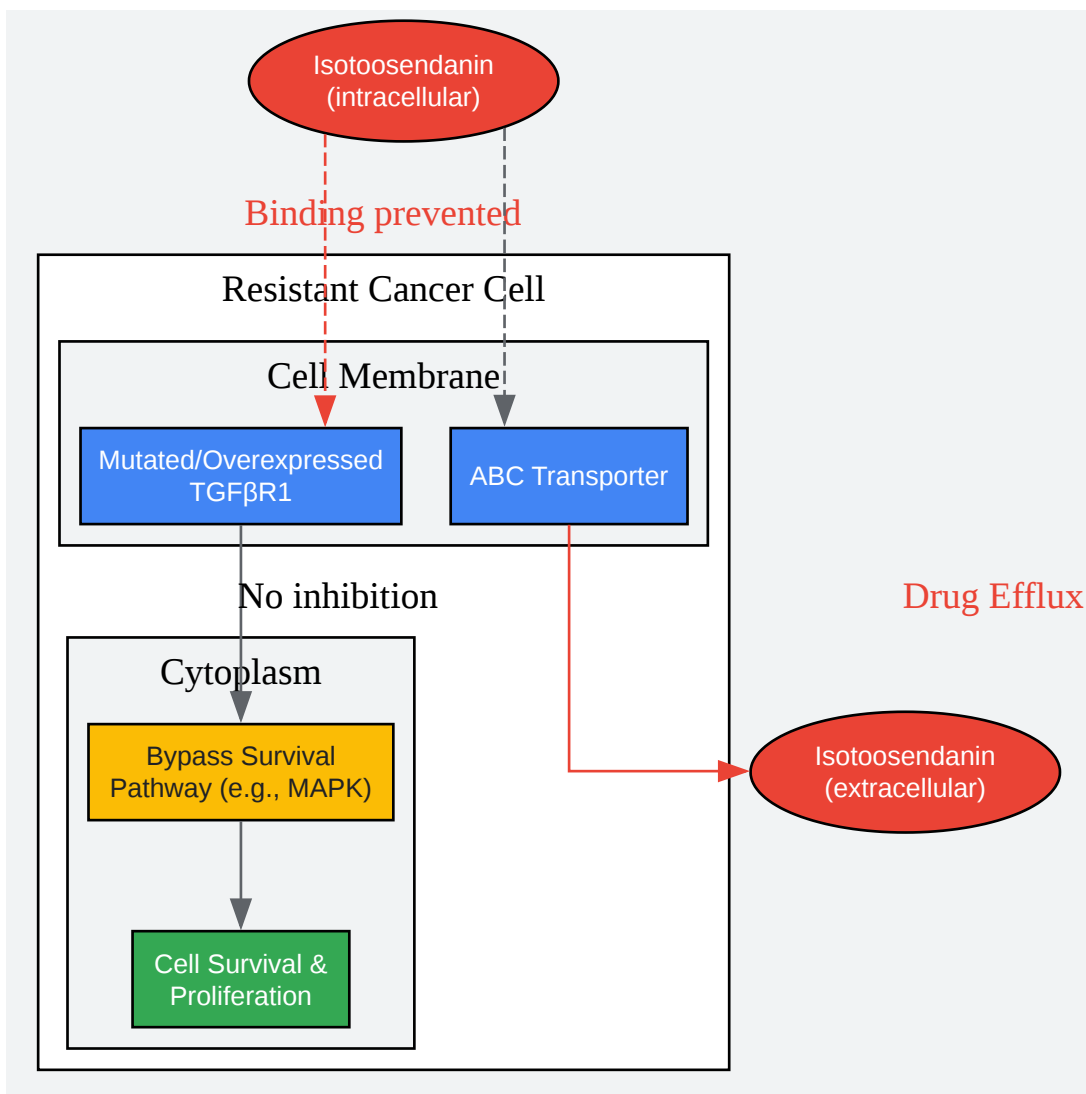 Isotoosendanin
(intracellular)
Binding prevented
Resistant Cancer Cell
Cell Membrane
Mutated/Overexpressed
TGFβR1
ABC Transporter
No inhibition
Drug Efflux
Cytoplasm
Bypass Survival
Pathway (e.g., MAPK)
Isotoosendanin
(extracellular)
Cell Survival &
Proliferation